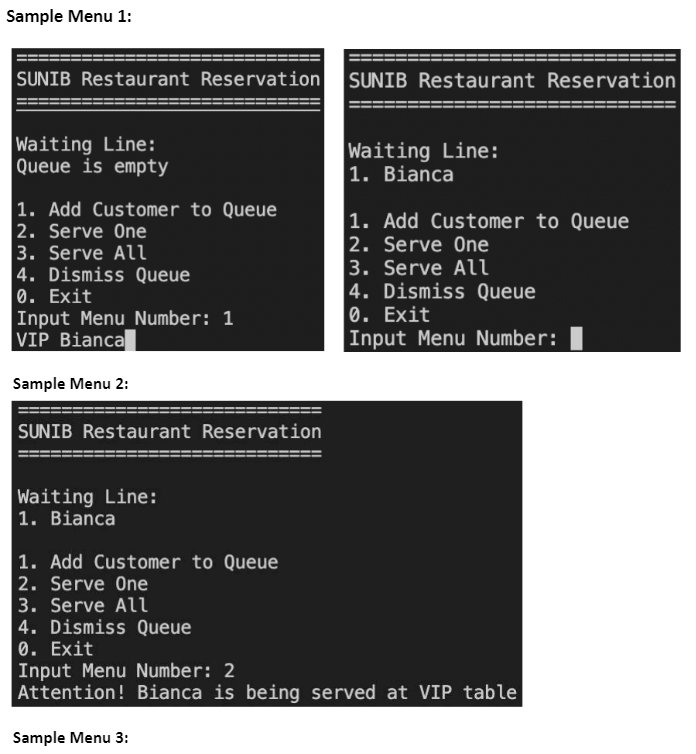 Sample Menu 1:
============================
SUNIB Restaurant Reservation
============================
Waiting Line:
Queue is empty
1. Add Customer to Queue
2. Serve One
3. Serve All
4. Dismiss Queue
0. Exit
Input Menu Number: 1
VIP Bianca
============================
SUNIB Restaurant Reservation
============================
Waiting Line:
1. Bianca
1. Add Customer to Queue
2. Serve One
3. Serve All
4. Dismiss Queue
0. Exit
Input Menu Number:
Sample Menu 2:
============================
SUNIB Restaurant Reservation
============================
Waiting Line:
1. Bianca
1. Add Customer to Queue
2. Serve One
3. Serve All
4. Dismiss Queue
0. Exit
Input Menu Number: 2
Attention! Bianca is being served at VIP table
Sample Menu 3: